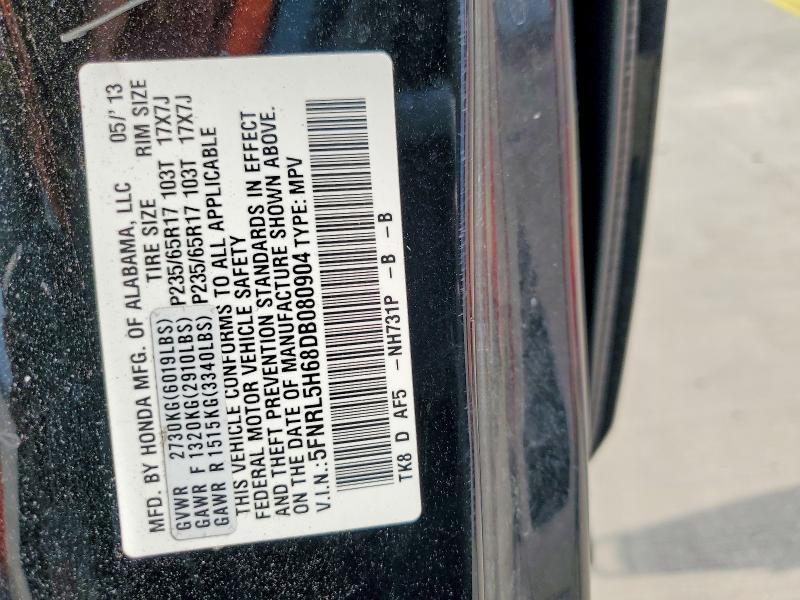 MFD. BY HONDA MFG. OF ALABAMA, LLC 05/'13
TIRE SIZE RIM SIZE
GVWR 2730KG(6019LBS)
GAWR F 1320KG(2910LBS) P235/65R17 103T 17X7J
GAWR R 1515KG(3340LBS) P235/65R17 103T 17X7J
THIS VEHICLE CONFORMS TO ALL APPLICABLE
FEDERAL MOTOR VEHICLE SAFETY
AND THEFT PREVENTION STANDARDS IN EFFECT
ON THE DATE OF MANUFACTURE SHOWN ABOVE.
V.I.N.:5FNRL5H68DB080904 TYPE: MPV
TK8 D AF5 -NH731P -B -B